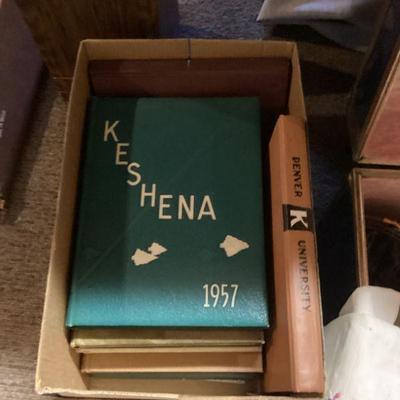 KESHENA
1957
DENVER
K
UNIVERSITY